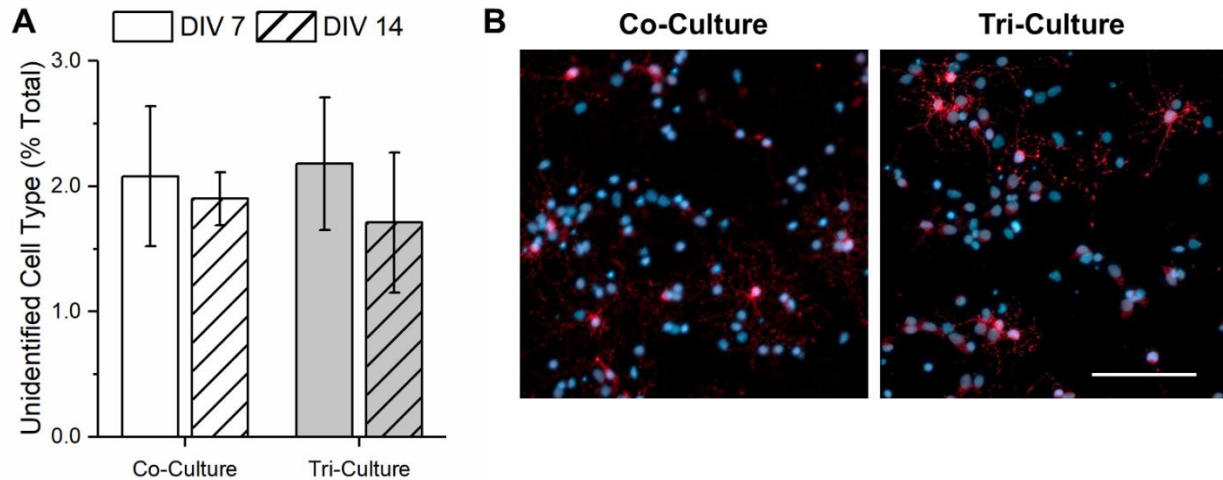 A
DIV 7 DIV 14
Unidentified Cell Type (% Total)
3.0
2.0
1.0
0.0
Co-Culture Tri-Culture
B
Co-Culture Tri-Culture